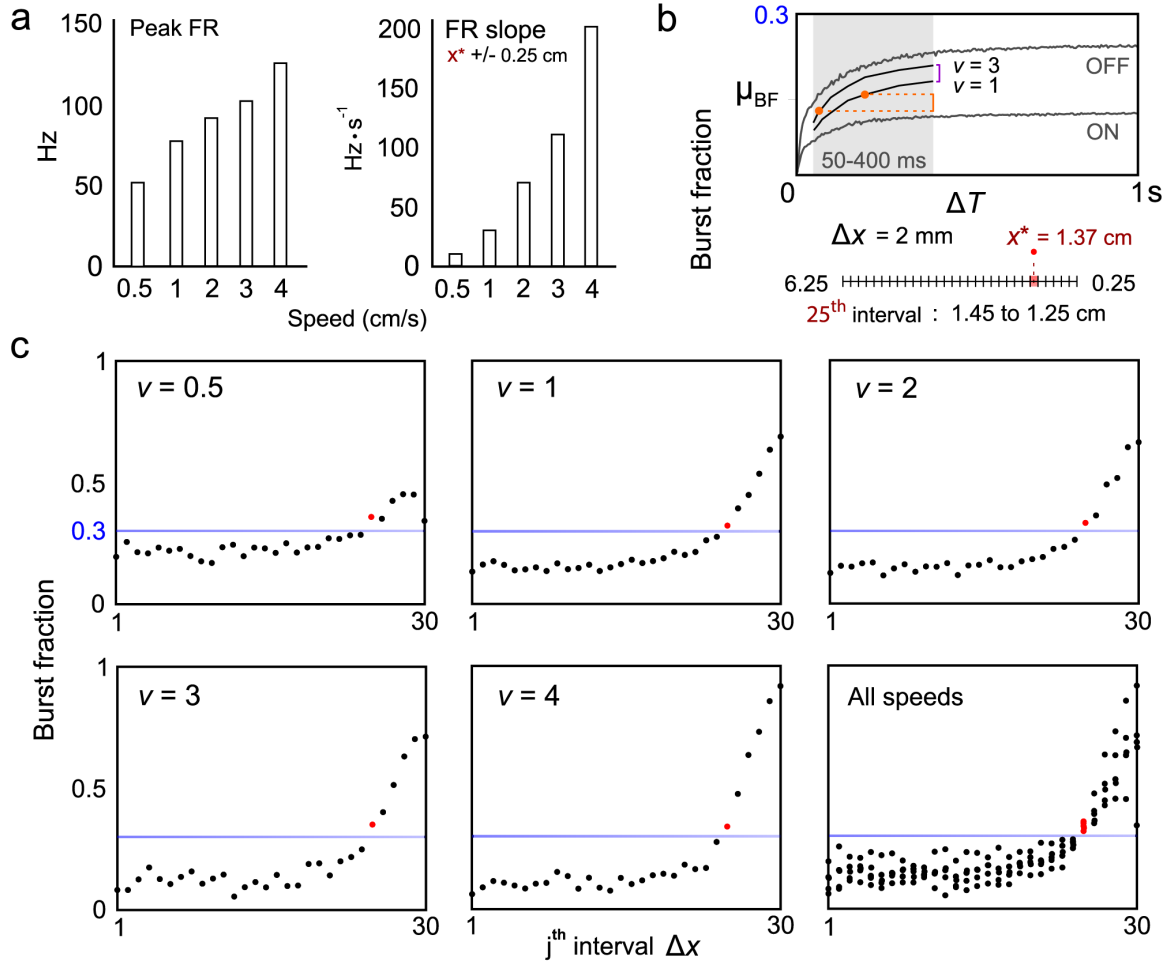 a
Peak FR
150
100
50
0
Hz
0.5 1 2 3 4
FR slope
x* +/- 0.25 cm
200
150
100
50
0
Hz·s⁻¹
0.5 1 2 3 4
Speed (cm/s)
b
0.3
μBF
Burst fraction
OFF
v = 3
v = 1
ON
50-400 ms
0
1 s
ΔT
Δx = 2 mm
x* = 1.37 cm
6.25
0.25
25th interval : 1.45 to 1.25 cm
c
Burst fraction
1
0.5
0.3
0
v = 0.5
1
30
v = 1
1
30
v = 2
1
30
1
0.5
0
v = 3
1
30
v = 4
1
30
All speeds
1
30
jth interval Δx